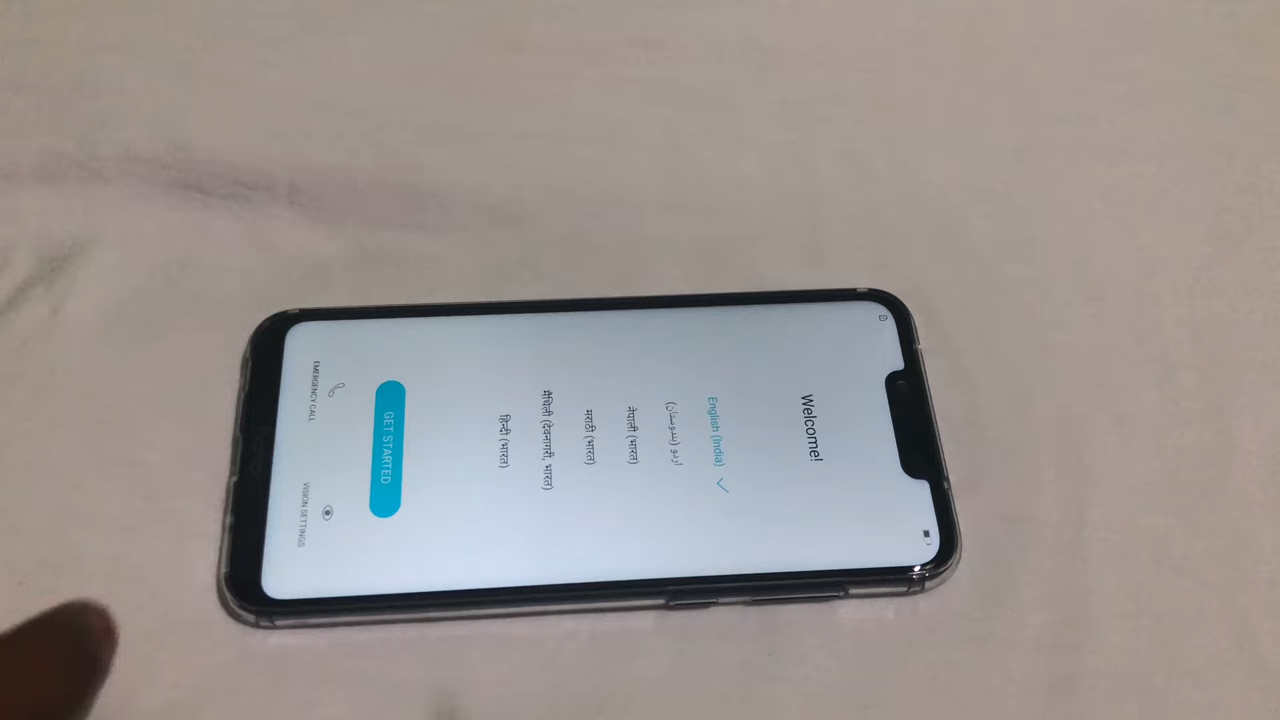 Welcome!
English (India)
اردو (ہندوستان)
नेपाली (भारत)
मराठी (भारत)
मैथिली (देवनागरी, भारत)
हिन्दी (भारत)
GET STARTED
EMERGENCY CALL
VISION SETTINGS